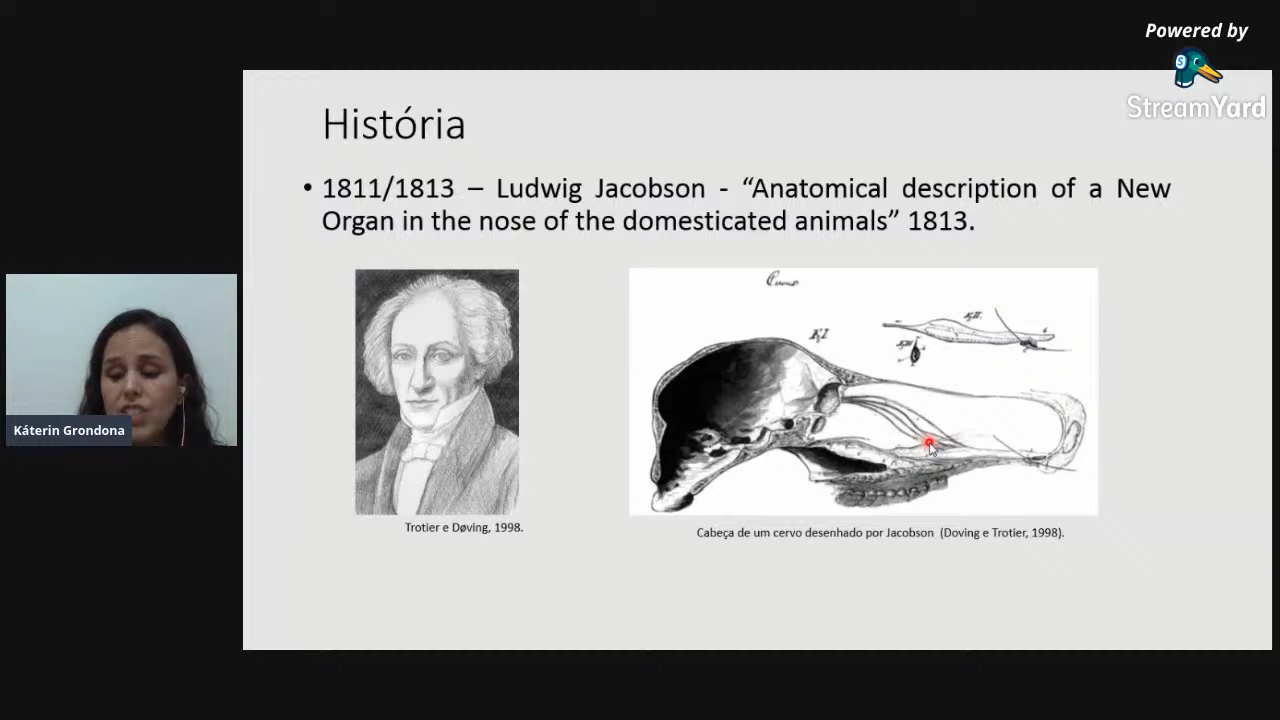 Powered by
StreamYard
História
• 1811/1813 – Ludwig Jacobson - “Anatomical description of a New
Organ in the nose of the domesticated animals” 1813.
Cervus
Káterin Grondona
Trotier e Døving, 1998.
Cabeça de um cervo desenhado por Jacobson (Doving e Trotier, 1998).